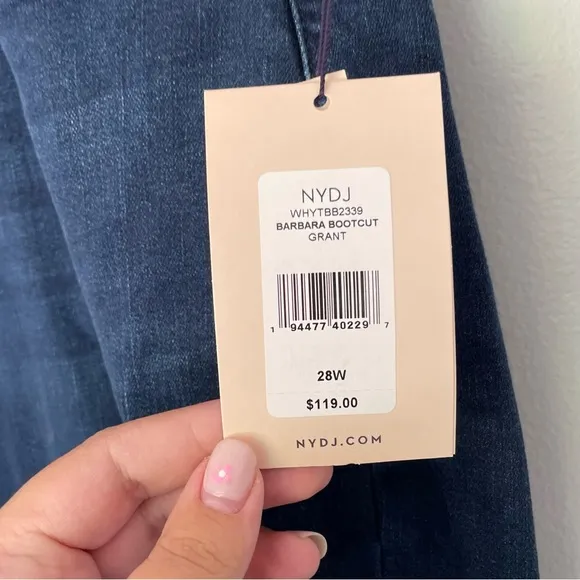 NYDJ
WHYTBB2339
BARBARA BOOTCUT
GRANT
1 94477 40229 7
28W
$119.00
NYDJ.COM